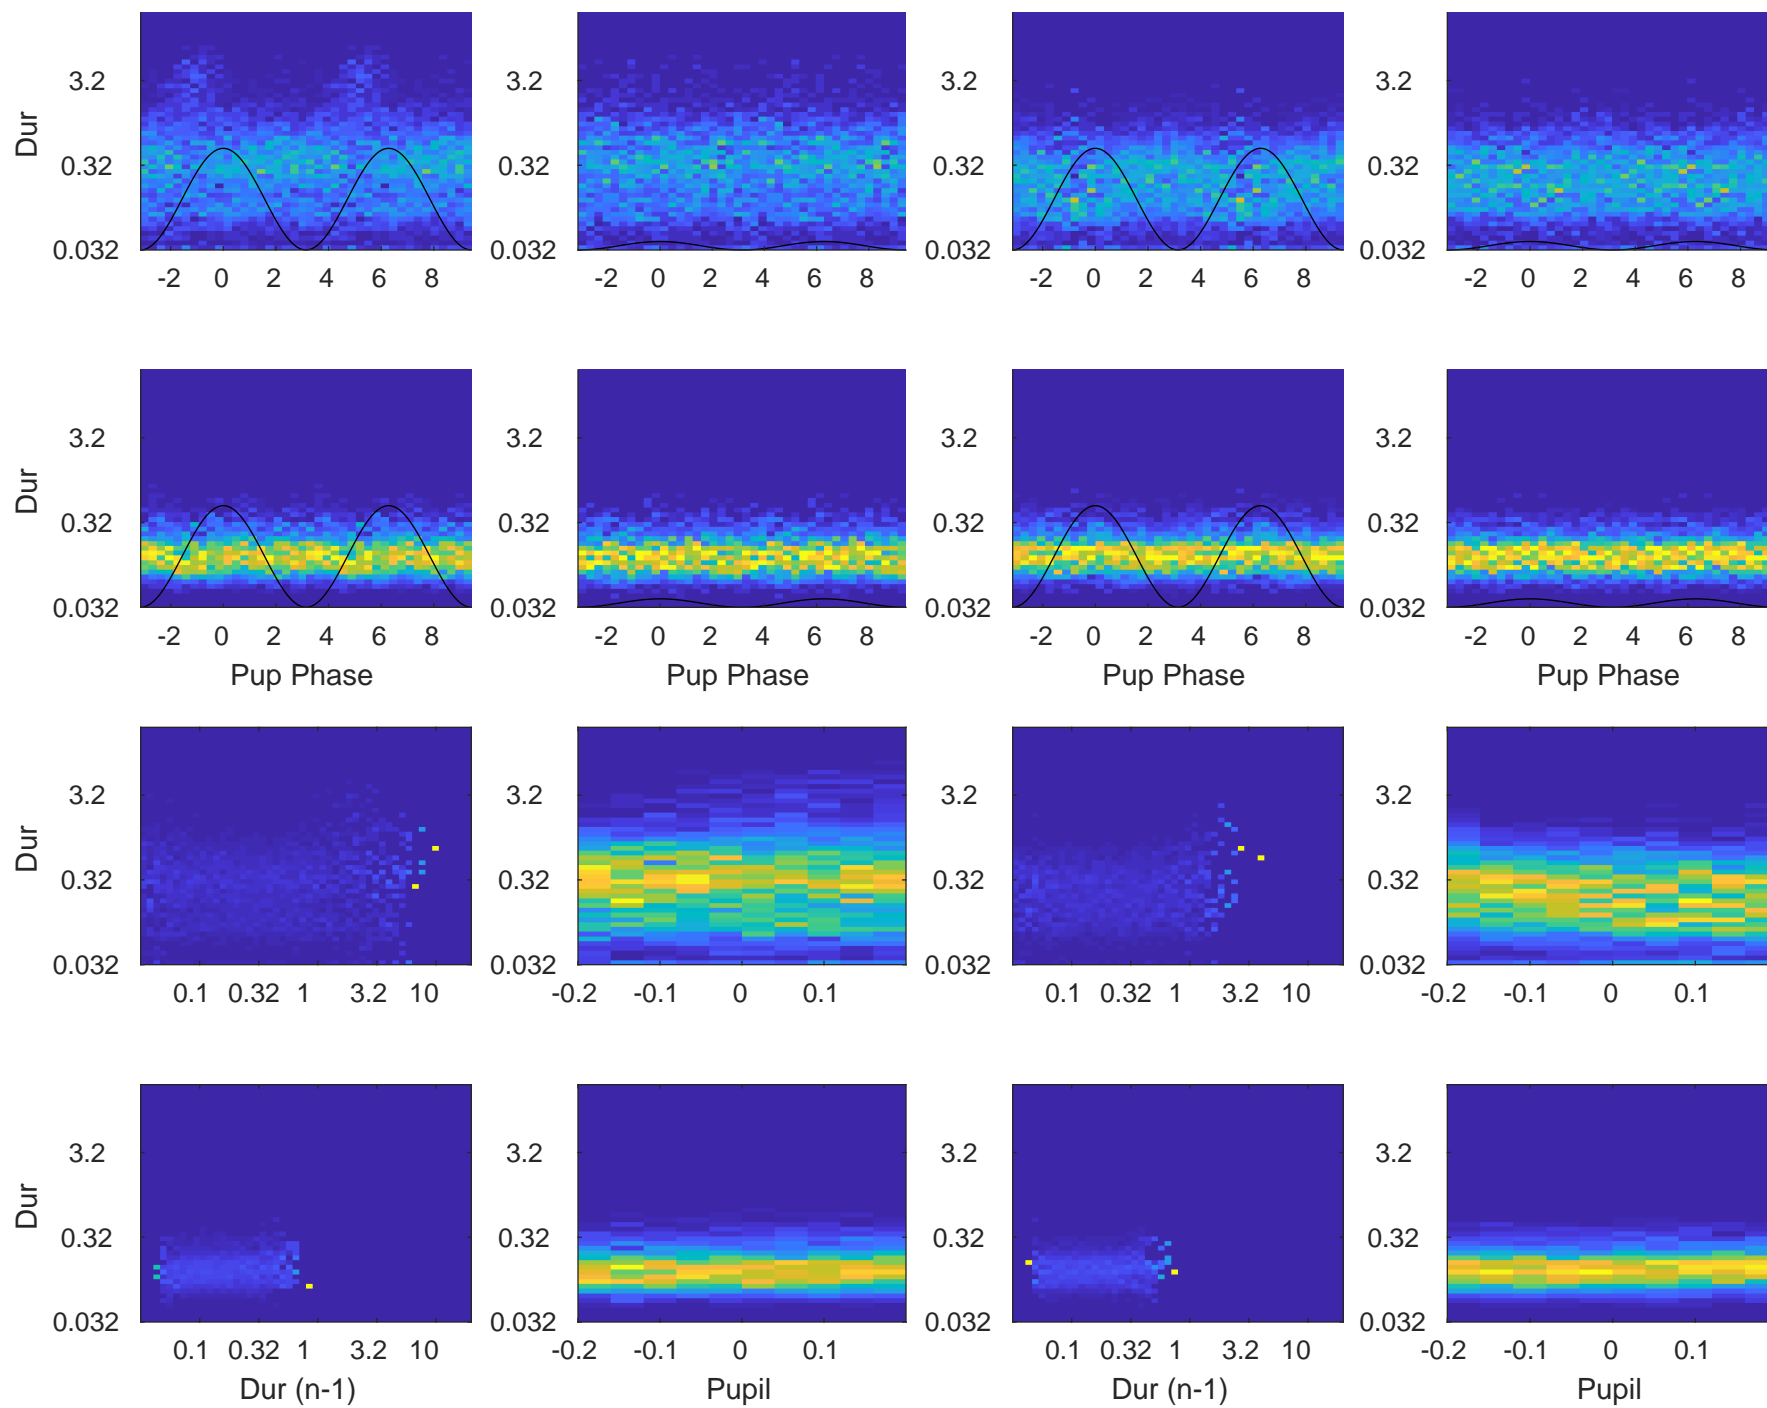 3.2 3.2 3.2 3.2
Dur
0.32 0.32 0.32 0.32
0.032 0.032 0.032 0.032
-2 0 2 4 6 8 -2 0 2 4 6 8 -2 0 2 4 6 8 -2 0 2 4 6 8
3.2 3.2 3.2 3.2
Dur
0.32 0.32 0.32 0.32
0.032 0.032 0.032 0.032
-2 0 2 4 6 8 -2 0 2 4 6 8 -2 0 2 4 6 8 -2 0 2 4 6 8
Pup Phase Pup Phase Pup Phase Pup Phase
3.2 3.2 3.2 3.2
Dur
0.32 0.32 0.32 0.32
0.032 0.032 0.032 0.032
0.1 0.32 1 3.2 10 -0.2 -0.1 0 0.1 0.1 0.32 1 3.2 10 -0.2 -0.1 0 0.1
3.2 3.2 3.2 3.2
Dur
0.32 0.32 0.32 0.32
0.032 0.032 0.032 0.032
0.1 0.32 1 3.2 10 -0.2 -0.1 0 0.1 0.1 0.32 1 3.2 10 -0.2 -0.1 0 0.1
Dur (n-1) Pupil Dur (n-1) Pupil